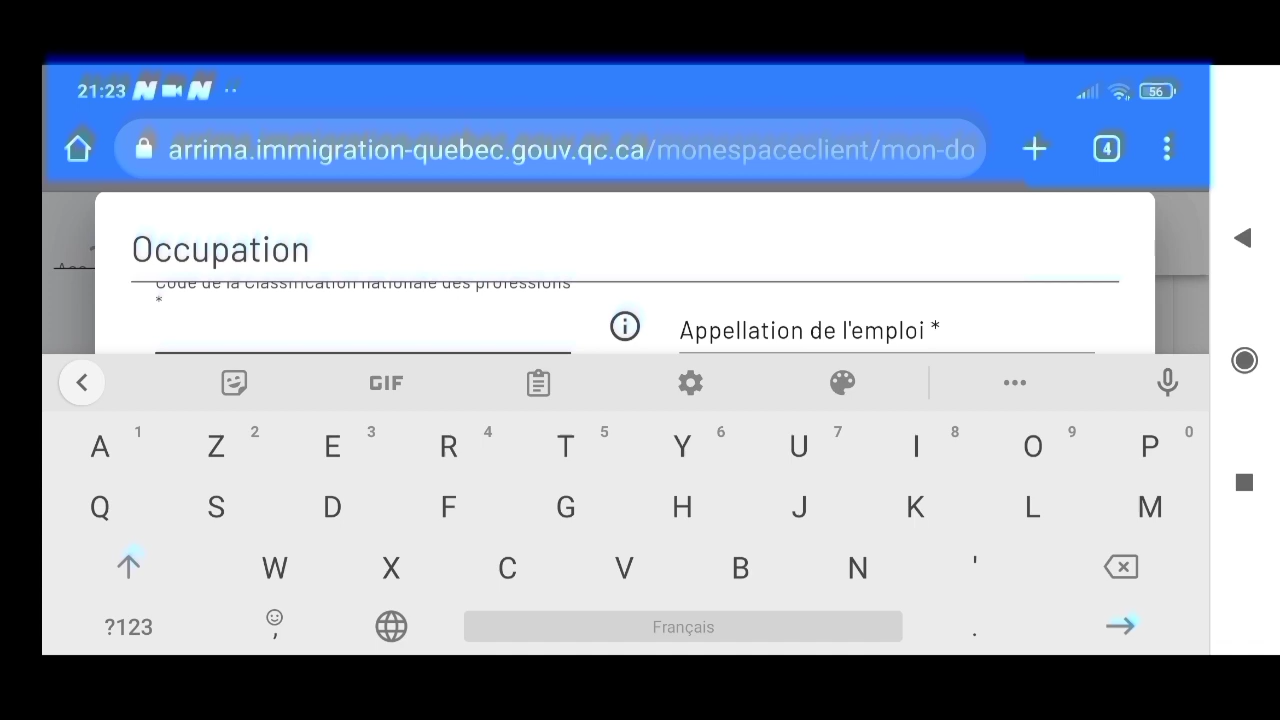 21:23 N N 56
arrima.immigration-quebec.gouv.qc.ca/monespaceclient/mon-do
4
Occupation
Code de la Classification nationale des professions
*
Appellation de l'emploi *
GIF
A 1 Z 2 E 3 R 4 T 5 Y 6 U 7 I 8 O 9 P 0
Q S D F G H J K L M
W X C V B N '
?123 , Français .